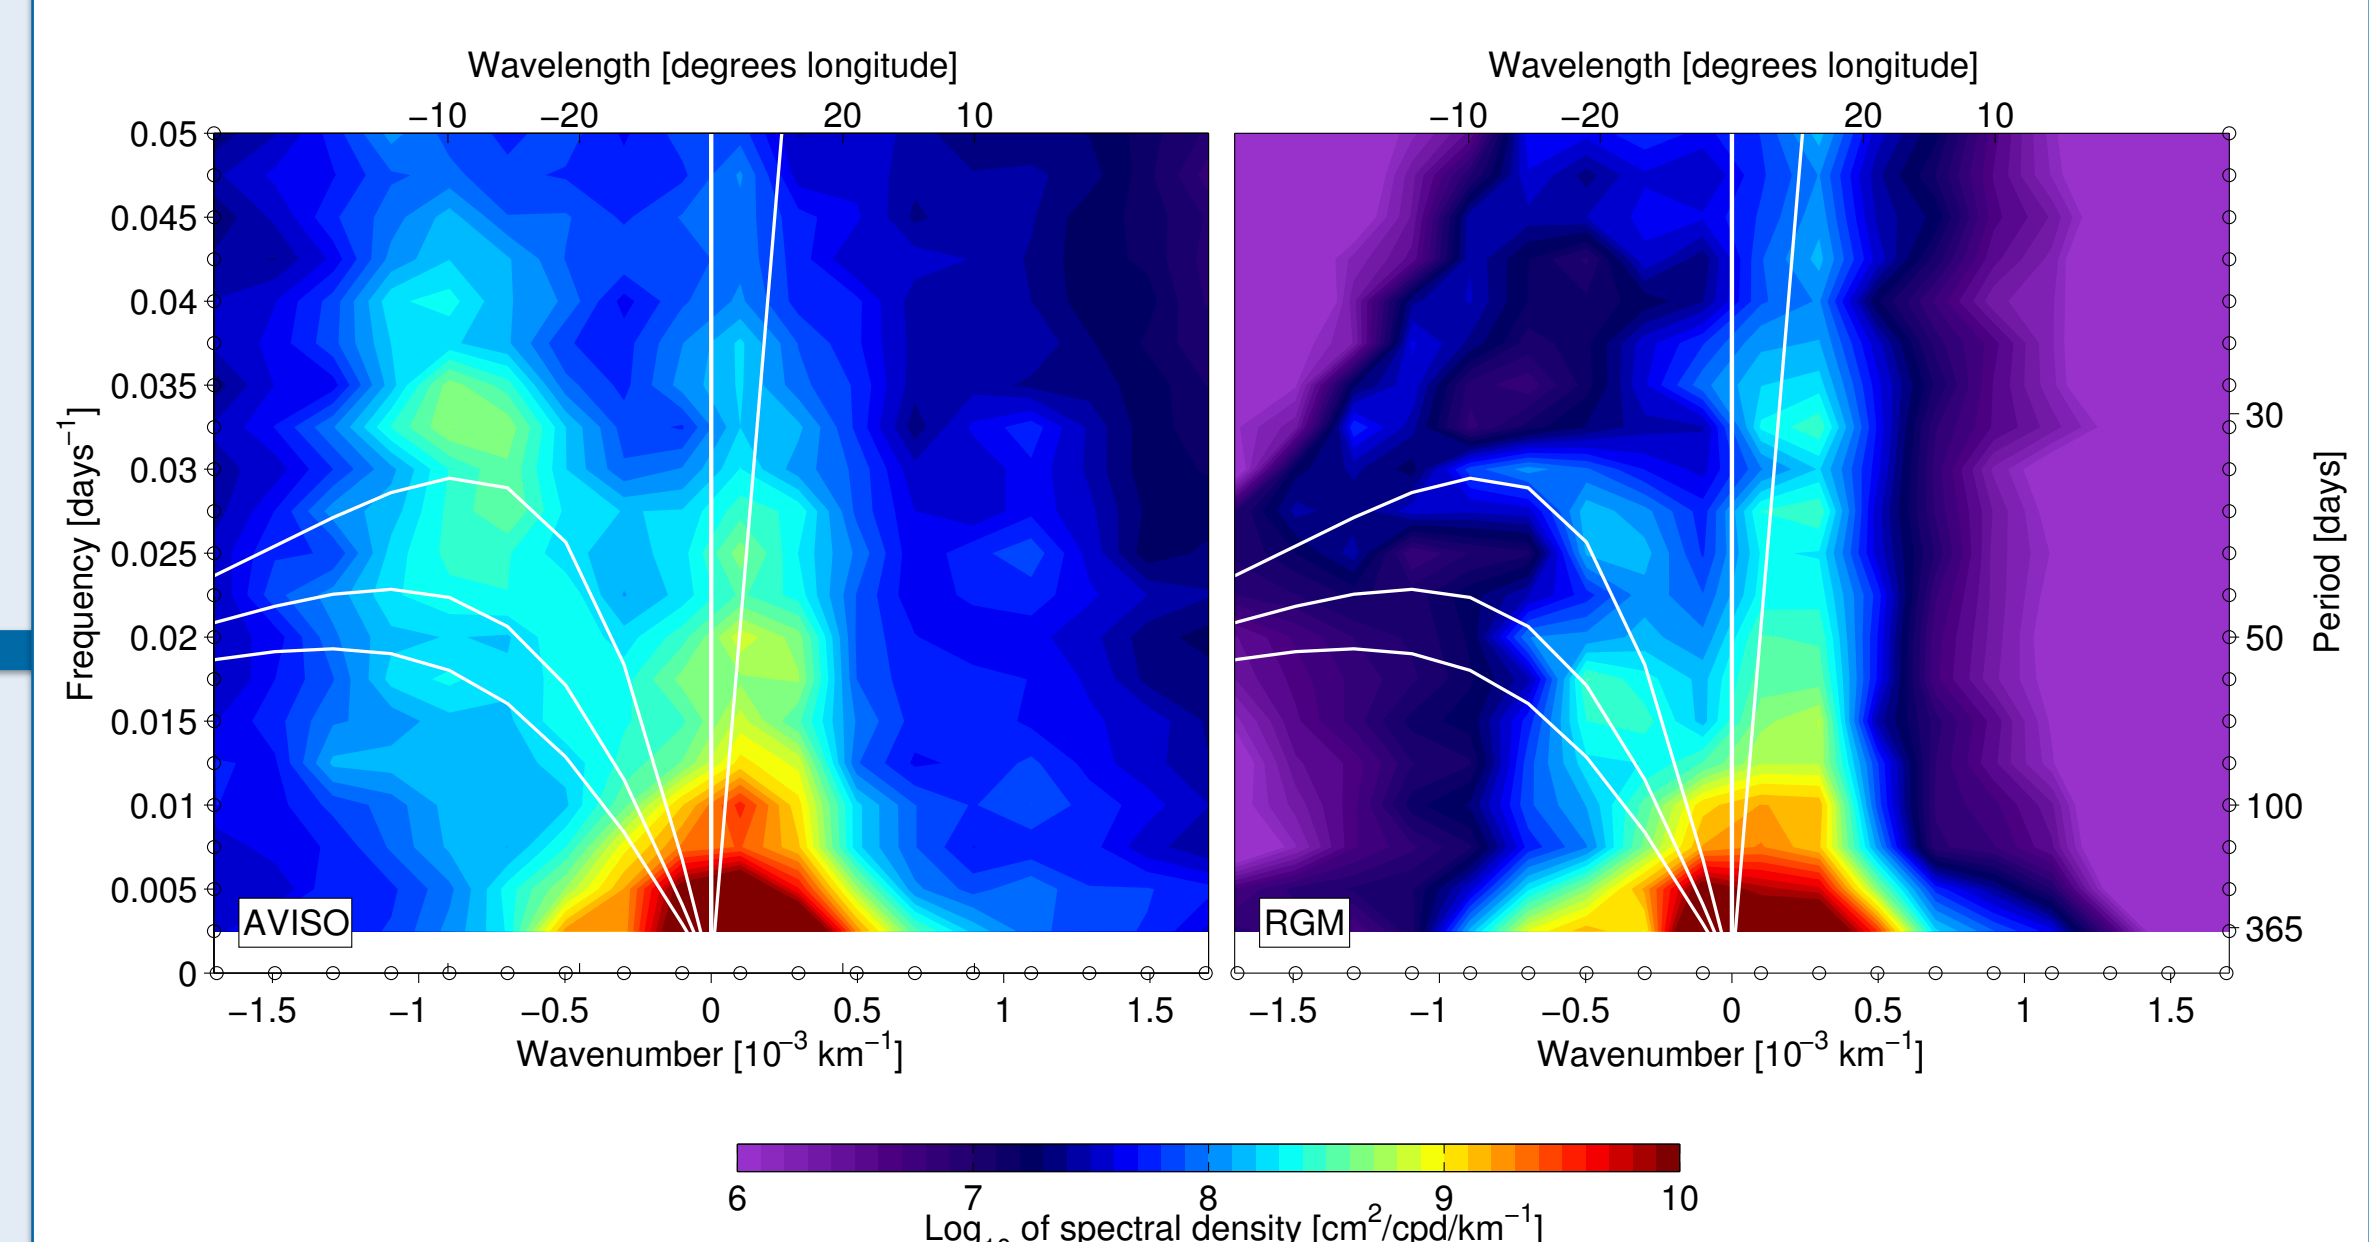 Wavelength [degrees longitude] Wavelength [degrees longitude]
−10 −20 20 10 −10 −20 20 10
0.05
0.045
0.04
0.035
30
0.03
0.025
0.02
50
0.015
0.01
100
0.005
365
0
Frequency [days−1]
Period [days]
AVISO RGM
−1.5 −1 −0.5 0 0.5 1 1.5 −1.5 −1 −0.5 0 0.5 1 1.5
Wavenumber [10−3 km−1] Wavenumber [10−3 km−1]
6 7 8 9 10
Log10 of spectral density [cm2/cpd/km−1]